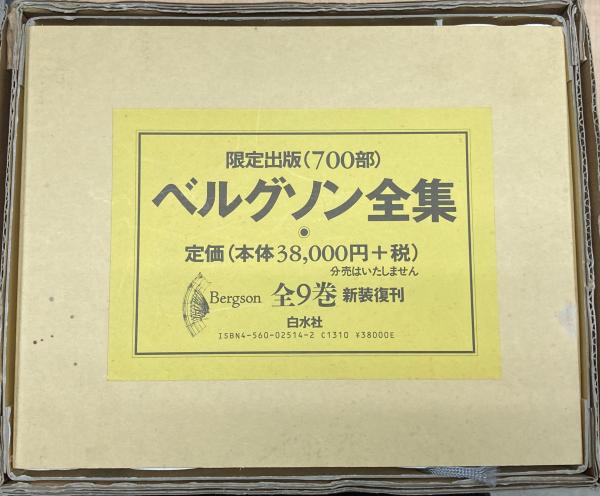 限定出版(700部)
ベルグソン全集
定価(本体38,000円+税)
分売はいたしません
Bergson 全9巻 新装復刊
白水社
ISBN4-560-02514-2 C1310 ¥38000E